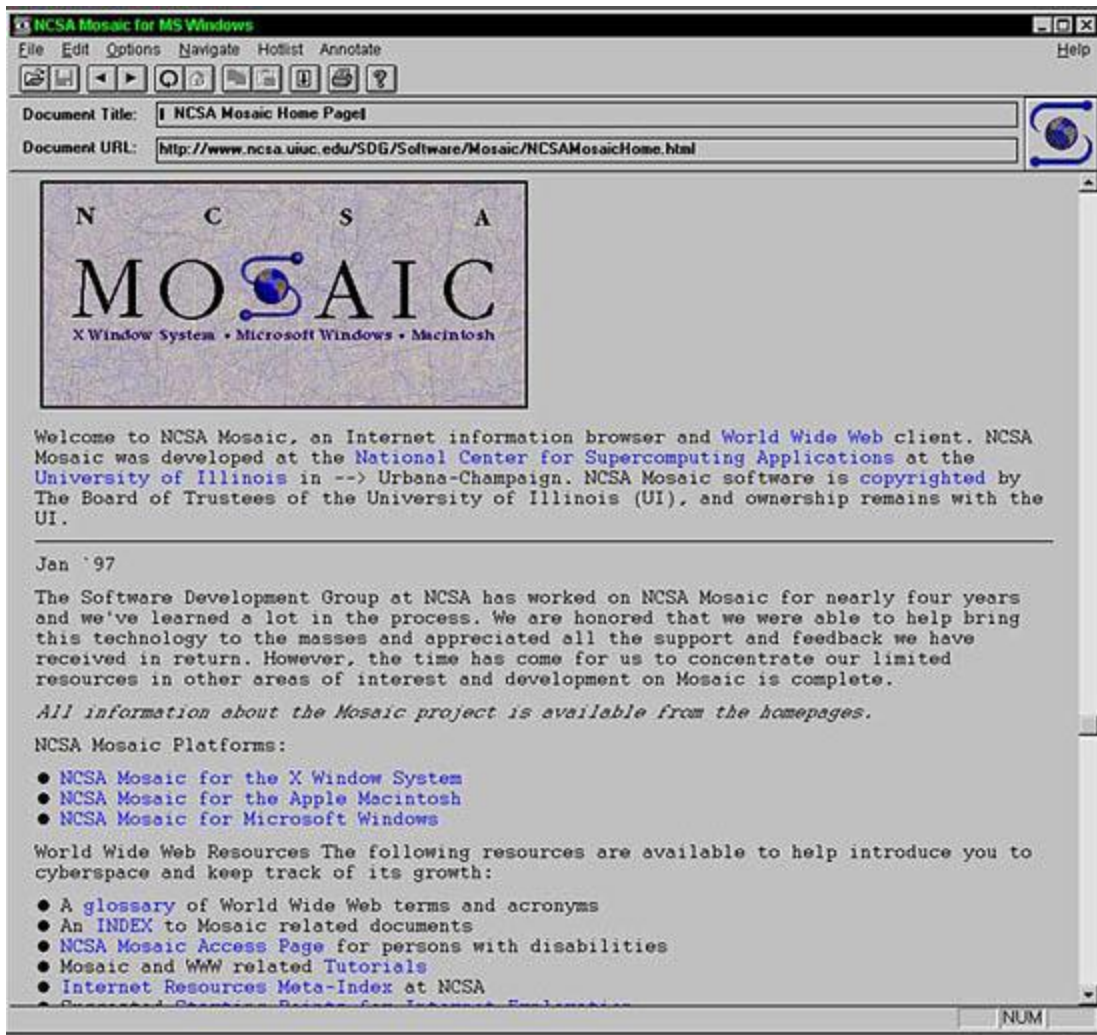 NCSA Mosaic for MS Windows
File Edit Options Navigate Hotlist Annotate Help
Document Title: NCSA Mosaic Home Page
Document URL: http://www.ncsa.uiuc.edu/SDG/Software/Mosaic/NCSAMosaicHome.html
N C S A
MOSAIC
X Window System • Microsoft Windows • Macintosh
Welcome to NCSA Mosaic, an Internet information browser and World Wide Web client. NCSA
Mosaic was developed at the National Center for Supercomputing Applications at the
University of Illinois in --> Urbana-Champaign. NCSA Mosaic software is copyrighted by
The Board of Trustees of the University of Illinois (UI), and ownership remains with the
UI.
Jan `97
The Software Development Group at NCSA has worked on NCSA Mosaic for nearly four years
and we've learned a lot in the process. We are honored that we were able to help bring
this technology to the masses and appreciated all the support and feedback we have
received in return. However, the time has come for us to concentrate our limited
resources in other areas of interest and development on Mosaic is complete.
All information about the Mosaic project is available from the homepages.
NCSA Mosaic Platforms:
● NCSA Mosaic for the X Window System
● NCSA Mosaic for the Apple Macintosh
● NCSA Mosaic for Microsoft Windows
World Wide Web Resources The following resources are available to help introduce you to
cyberspace and keep track of its growth:
● A glossary of World Wide Web terms and acronyms
● An INDEX to Mosaic related documents
● NCSA Mosaic Access Page for persons with disabilities
● Mosaic and WWW related Tutorials
● Internet Resources Meta-Index at NCSA
● Suggested Starting Points for Internet Exploration
NUM